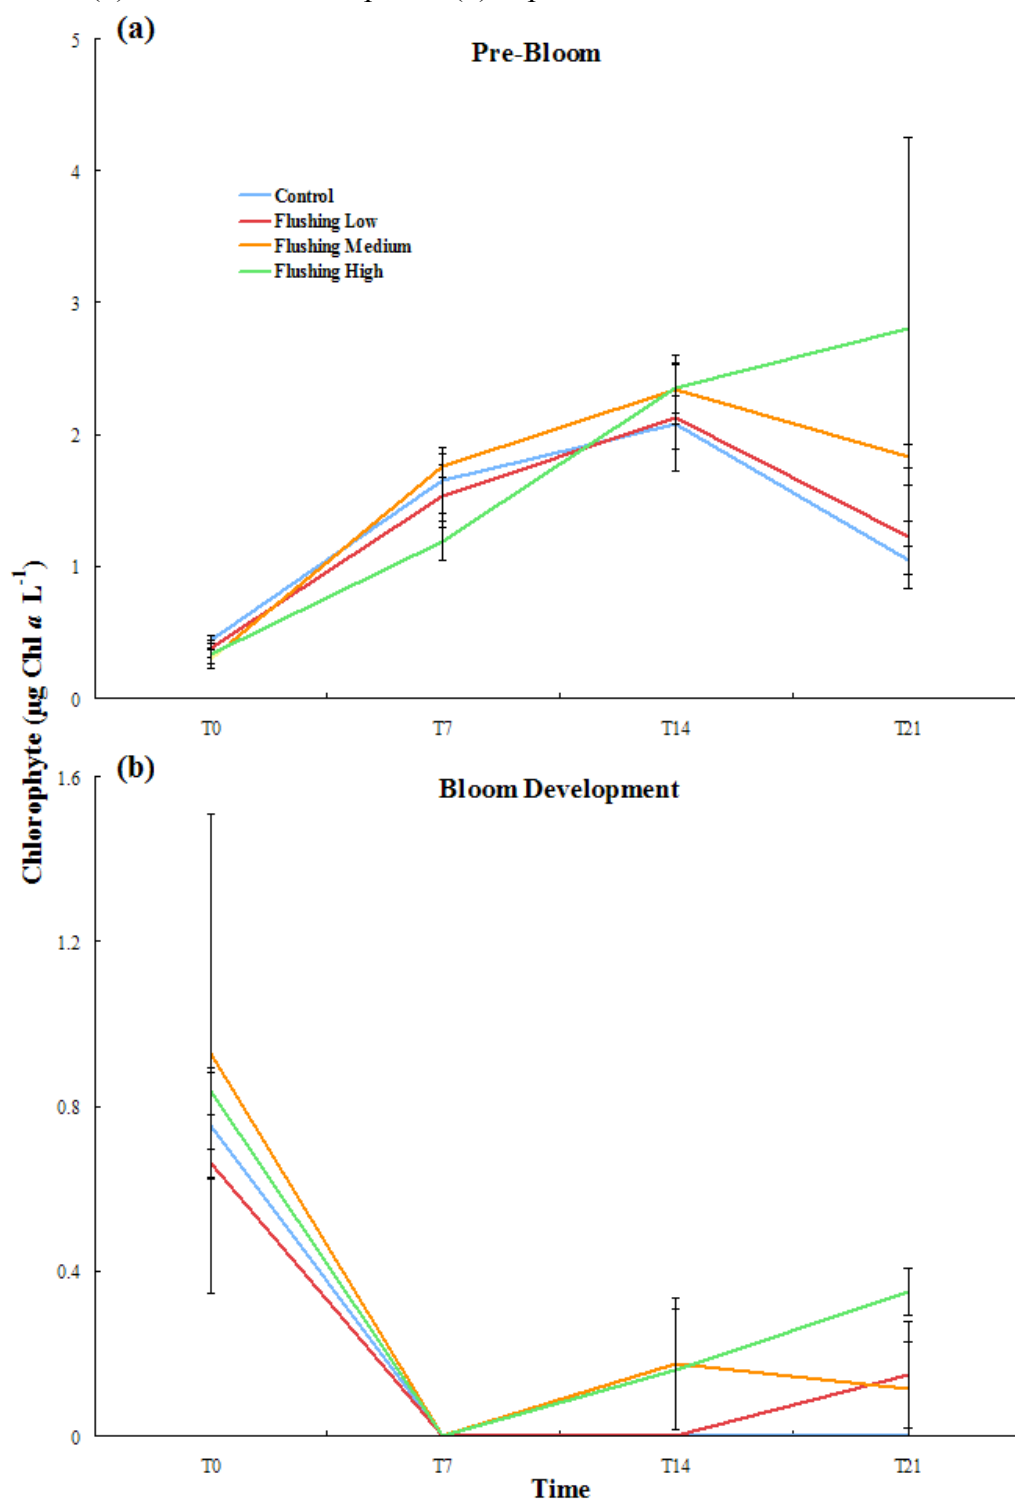 (a)
Pre-Bloom
5
4
3
2
1
0
Control
Flushing Low
Flushing Medium
Flushing High
T0 T7 T14 T21
Chlorophyte (µg Chl a L-1)
(b)
Bloom Development
1.6
1.2
0.8
0.4
0
T0 T7 T14 T21
Time